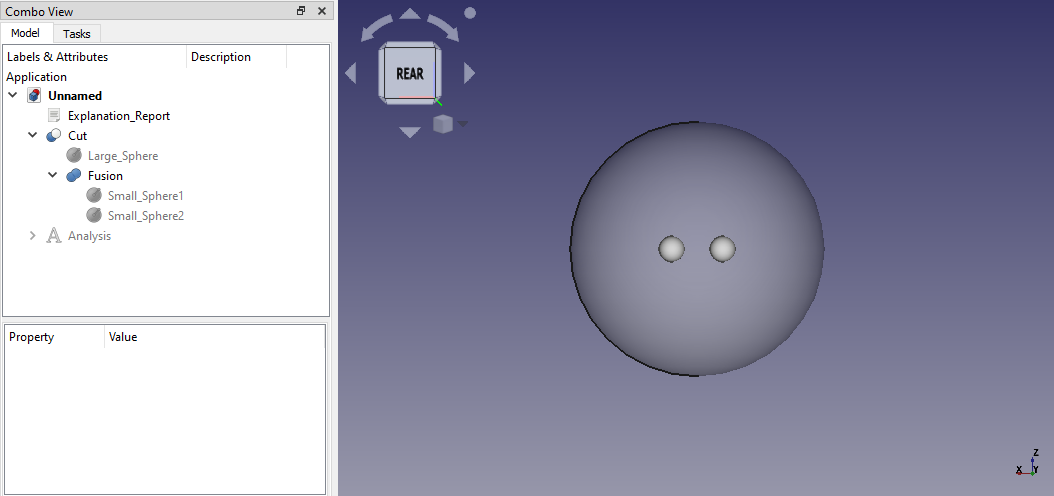 Combo View
Model Tasks
Labels & Attributes Description
Application
Unnamed
Explanation_Report
Cut
Large_Sphere
Fusion
Small_Sphere1
Small_Sphere2
Analysis
Property Value
REAR
Z
X Y